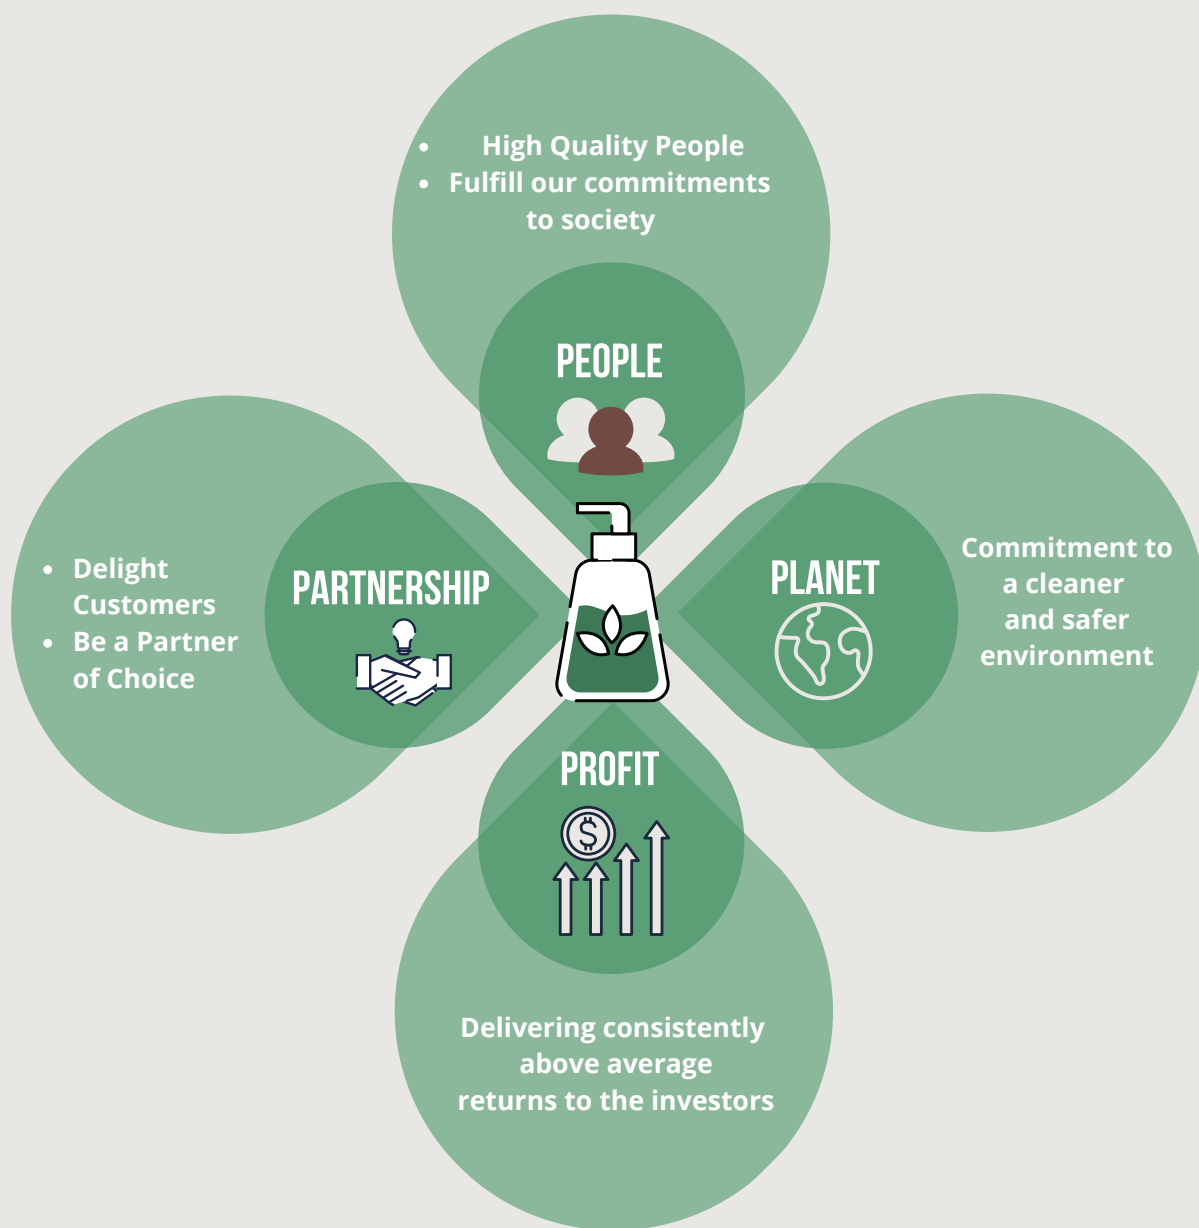 • High Quality People
• Fulfill our commitments
to society
PEOPLE
• Delight
Customers
• Be a Partner
of Choice
PARTNERSHIP
PLANET
Commitment to
a cleaner
and safer
environment
PROFIT
$
Delivering consistently
above average
returns to the investors